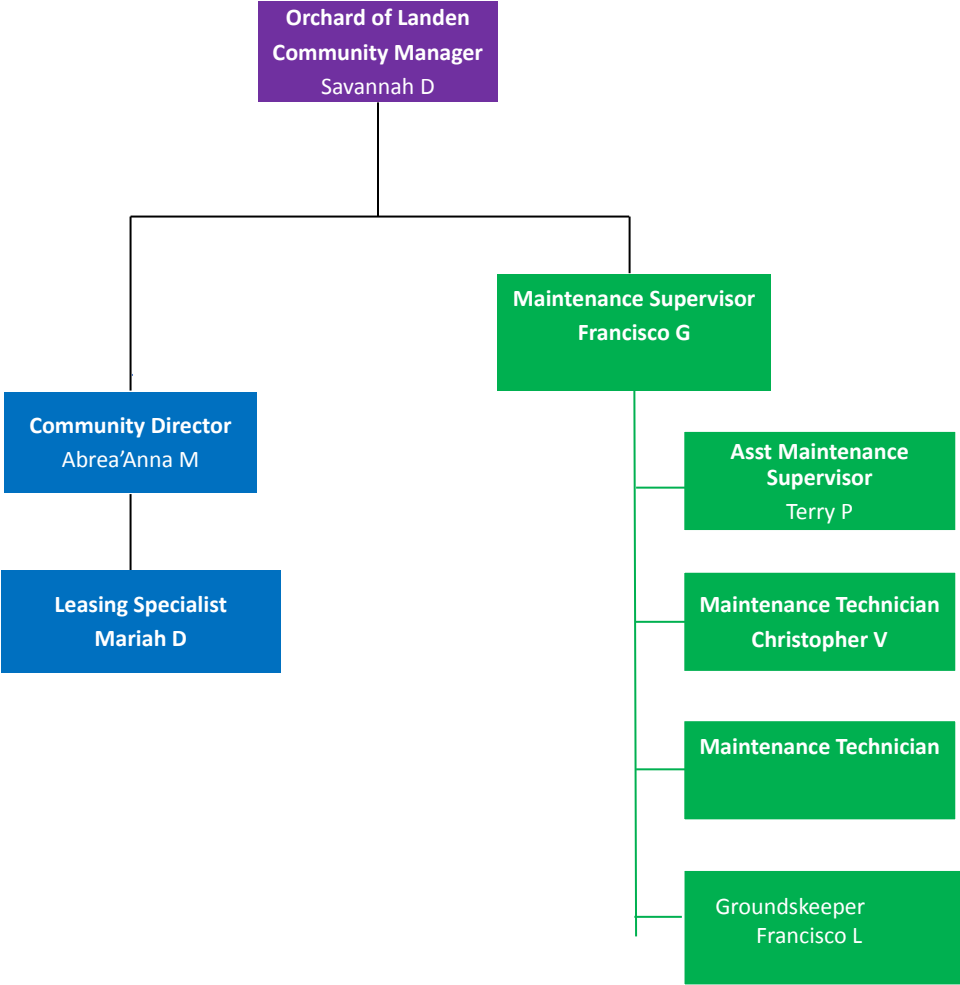 Orchard of Landen
Community Manager
Savannah D
Maintenance Supervisor
Francisco G
Community Director
Abrea’Anna M
Asst Maintenance
Supervisor
Terry P
Leasing Specialist
Mariah D
Maintenance Technician
Christopher V
Maintenance Technician
Groundskeeper
Francisco L